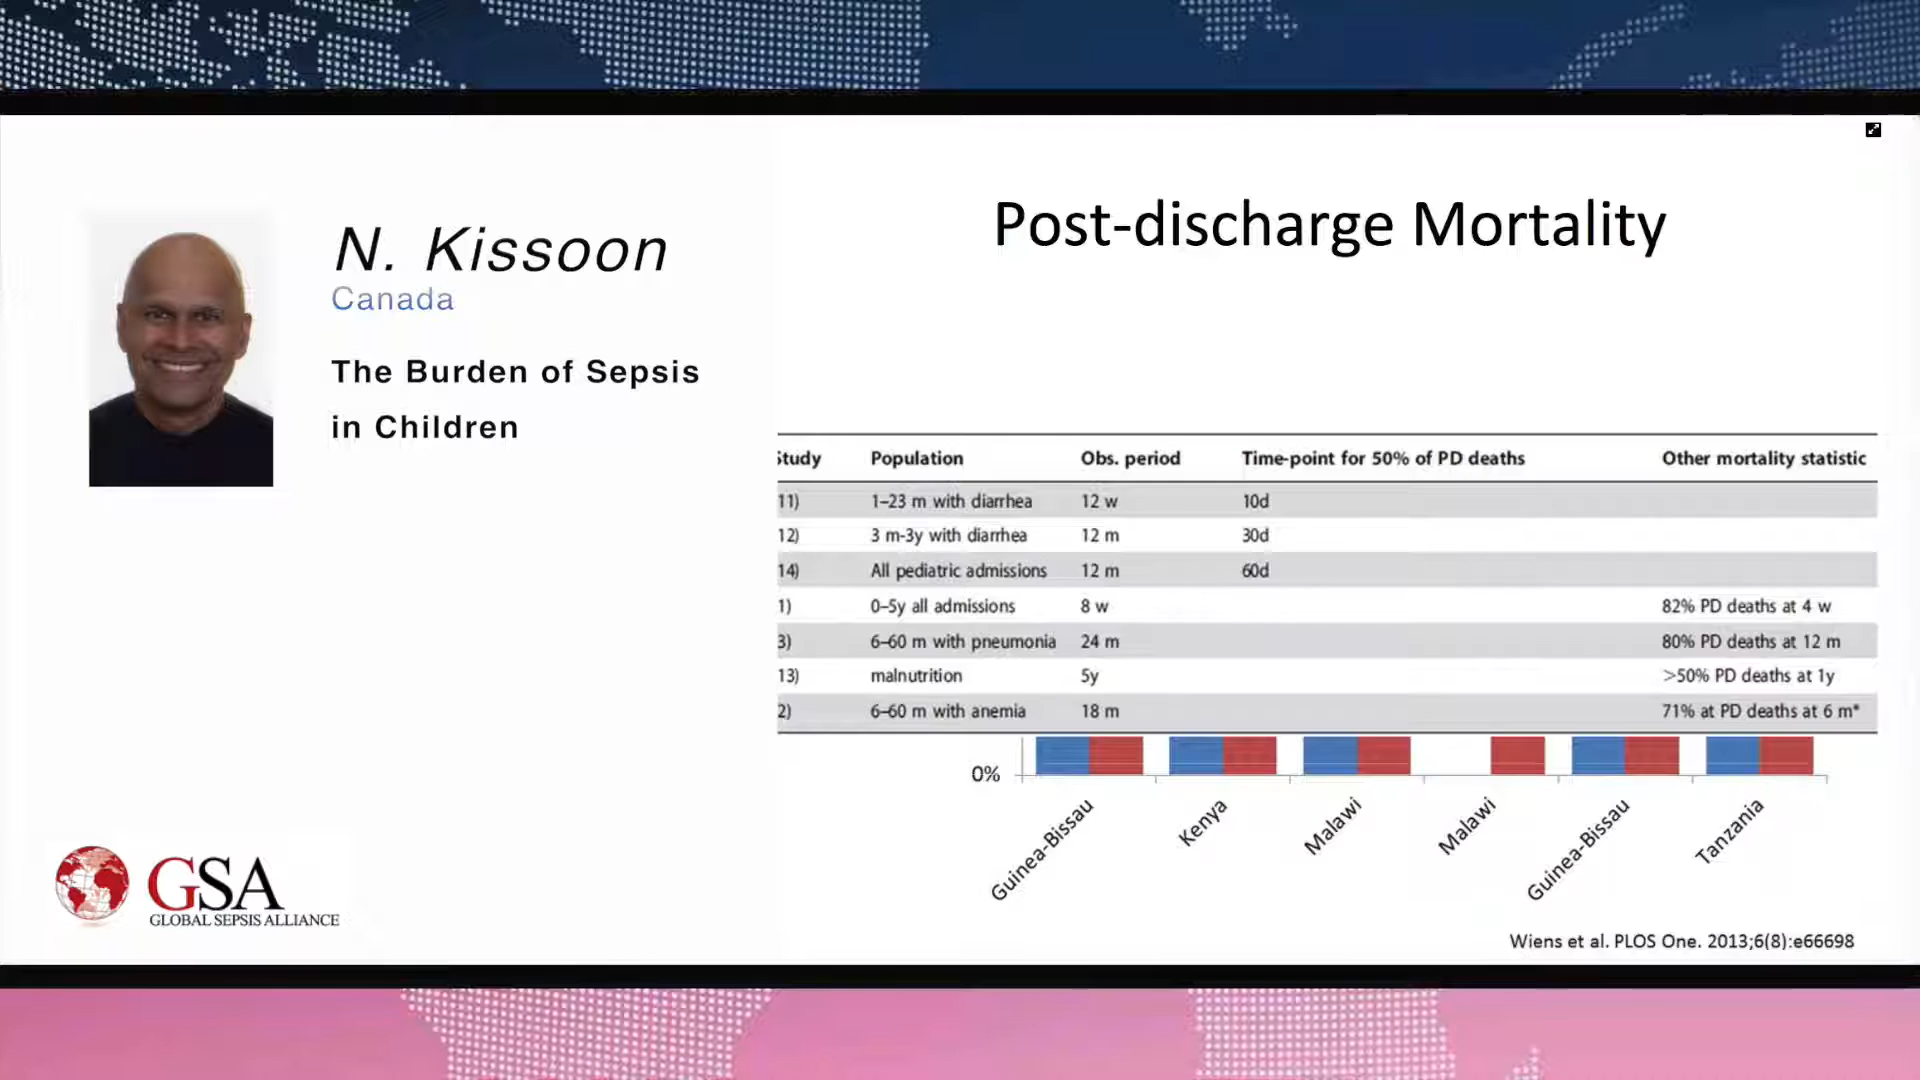 N. Kissoon
Canada
The Burden of Sepsis
in Children
GSA
GLOBAL SEPSIS ALLIANCE
Post-discharge Mortality
Study Population Obs. period Time-point for 50% of PD deaths Other mortality statistic
11) 1–23 m with diarrhea 12 w 10d
12) 3 m-3y with diarrhea 12 m 30d
14) All pediatric admissions 12 m 60d
1) 0–5y all admissions 8 w 82% PD deaths at 4 w
3) 6–60 m with pneumonia 24 m 80% PD deaths at 12 m
13) malnutrition 5y >50% PD deaths at 1y
2) 6–60 m with anemia 18 m 71% at PD deaths at 6 m*
0%
Guinea-Bissau Kenya Malawi Malawi Guinea-Bissau Tanzania
Wiens et al. PLOS One. 2013;6(8):e66698